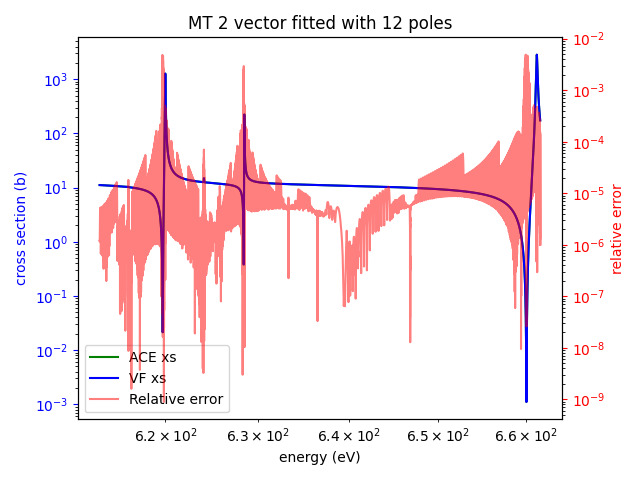 MT 2 vector fitted with 12 poles
10³
10²
10¹
10⁰
10⁻¹
10⁻²
10⁻³
cross section (b)
10⁻²
10⁻³
10⁻⁴
10⁻⁵
10⁻⁶
10⁻⁷
10⁻⁸
10⁻⁹
relative error
ACE xs
VF xs
Relative error
6.2 × 10² 6.3 × 10² 6.4 × 10² 6.5 × 10² 6.6 × 10²
energy (eV)